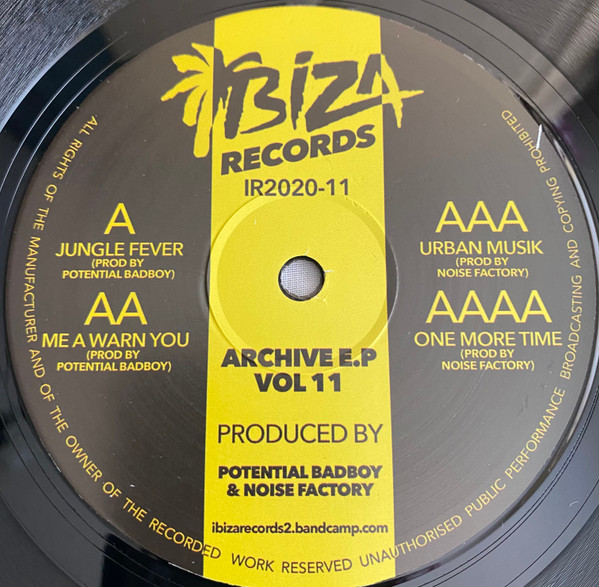 IBIZA
RECORDS
IR2020-11
A
JUNGLE FEVER
(PROD BY
POTENTIAL BADBOY)
AA
ME A WARN YOU
(PROD BY
POTENTIAL BADBOY)
AAA
URBAN MUSIK
(PROD BY
NOISE FACTORY)
AAAA
ONE MORE TIME
(PROD BY
NOISE FACTORY)
ARCHIVE E.P
VOL 11
PRODUCED BY
POTENTIAL BADBOY
& NOISE FACTORY
ibizarecords2.bandcamp.com
ALL RIGHTS OF THE MANUFACTURER AND OF THE OWNER OF THE RECORDED WORK RESERVED UNAUTHORISED PUBLIC PERFORMANCE BROADCASTING AND COPYING PROHIBITED